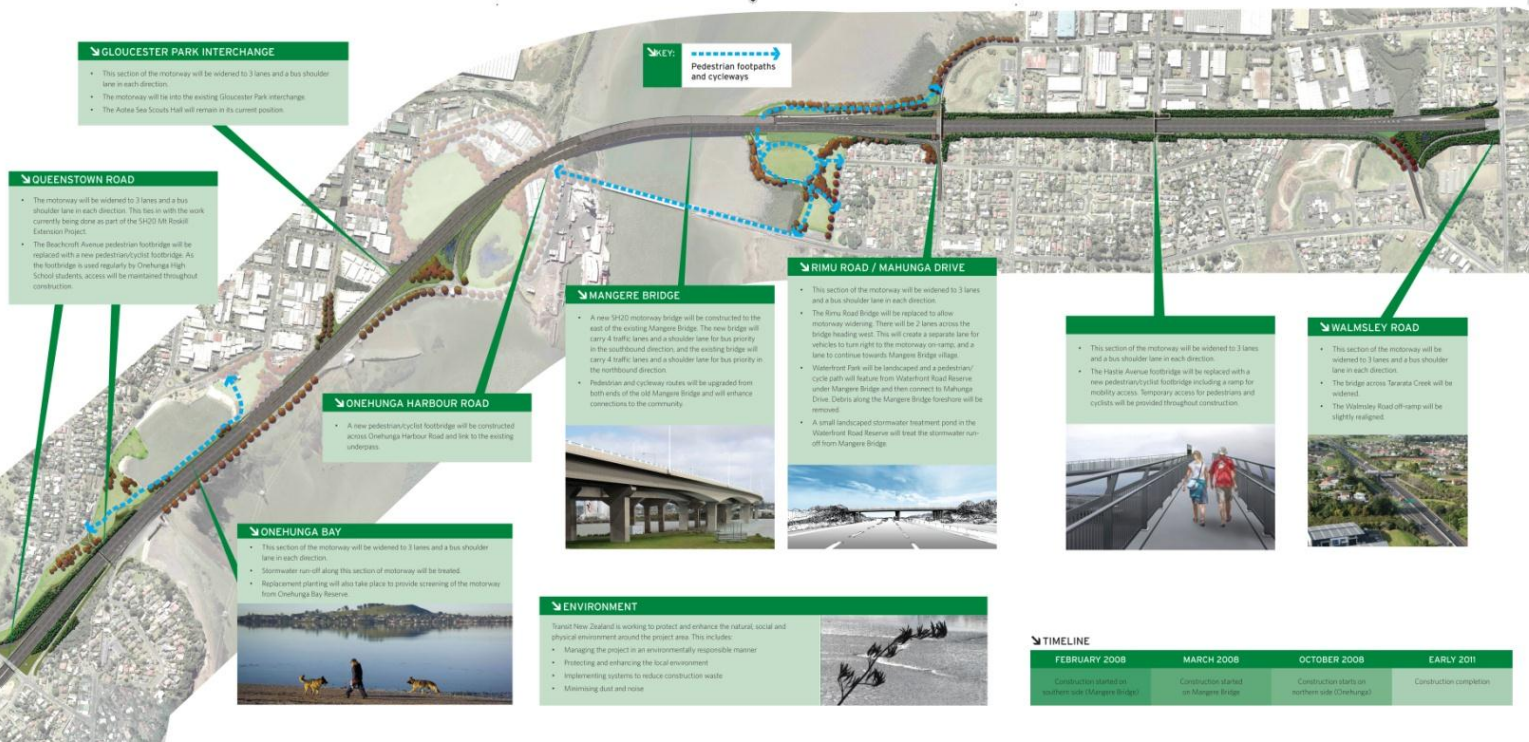 GLOUCESTER PARK INTERCHANGE
• This section of the motorway will be widened to 3 lanes and a bus shoulder
lane in each direction.
• The motorway will tie into the existing Gloucester Park interchange
• The Aotea Sea Scouts Hall will remain in its current position
KEY:
Pedestrian footpaths
and cycleways
QUEENSTOWN ROAD
• The motorway will be widened to 3 lanes and a bus
shoulder lane in each direction. This ties in with the work
currently being done as part of the SH20 Mt Roskill
Extension Project.
• The Beachcroft Avenue pedestrian footbridge will be
replaced with a new pedestrian/cyclist footbridge. As
the footbridge is used regularly by Onehunga High
School students, access will be maintained throughout
construction.
ONEHUNGA HARBOUR ROAD
• A new pedestrian/cyclist footbridge will be constructed
across Onehunga Harbour Road and link to the existing
underpass.
ONEHUNGA BAY
• This section of the motorway will be widened to 3 lanes and a bus shoulder
lane in each direction.
• Stormwater run-off along this section of motorway will be treated.
• Replacement planting will also take place to provide screening of the motorway
from Onehunga Bay Reserve.
MANGERE BRIDGE
• A new SH20 motorway bridge will be constructed to the
east of the existing Mangere Bridge. The new bridge will
carry 4 traffic lanes and a shoulder lane for bus priority
in the southbound direction, and the existing bridge will
carry 4 traffic lanes and a shoulder lane for bus priority in
the northbound direction.
• Pedestrian and cycleway routes will be upgraded from
both ends of the old Mangere Bridge and will enhance
connections to the community.
RIMU ROAD / MAHUNGA DRIVE
• This section of the motorway will be widened to 3 lanes
and a bus shoulder lane in each direction.
• The Rimu Road Bridge will be replaced to allow
motorway widening. There will be 2 lanes across the
bridge heading west. This will create a separate lane for
vehicles to turn right to the motorway on-ramp, and a
lane to continue towards Mangere Bridge village.
• Waterfront Park will be landscaped and a pedestrian/
cycle path will feature from Waterfront Road Reserve
under Mangere Bridge and then connect to Mahunga
Drive. Debris along the Mangere Bridge foreshore will be
removed.
• A small landscaped stormwater treatment pond in the
Waterfront Road Reserve will treat the stormwater run-
off from Mangere Bridge.
• This section of the motorway will be widened to 3 lanes
and a bus shoulder lane in each direction.
• The Hastie Avenue footbridge will be replaced with a
new pedestrian/cyclist footbridge including a ramp for
mobility access. Temporary access for pedestrians and
cyclists will be provided throughout construction.
WALMSLEY ROAD
• This section of the motorway will be
widened to 3 lanes and a bus shoulder
lane in each direction.
• The bridge across Tararata Creek will be
widened.
• The Walmsley Road off-ramp will be
slightly realigned.
ENVIRONMENT
Transit New Zealand is working to protect and enhance the natural, social and
physical environment around the project area. This includes:
• Managing the project in an environmentally responsible manner
• Protecting and enhancing the local environment
• Implementing systems to reduce construction waste
• Minimising dust and noise
TIMELINE
FEBRUARY 2008
MARCH 2008
OCTOBER 2008
EARLY 2011
Construction started on
southern side (Mangere Bridge)
Construction started
on Mangere Bridge
Construction starts on
northern side (Onehunga)
Construction completion